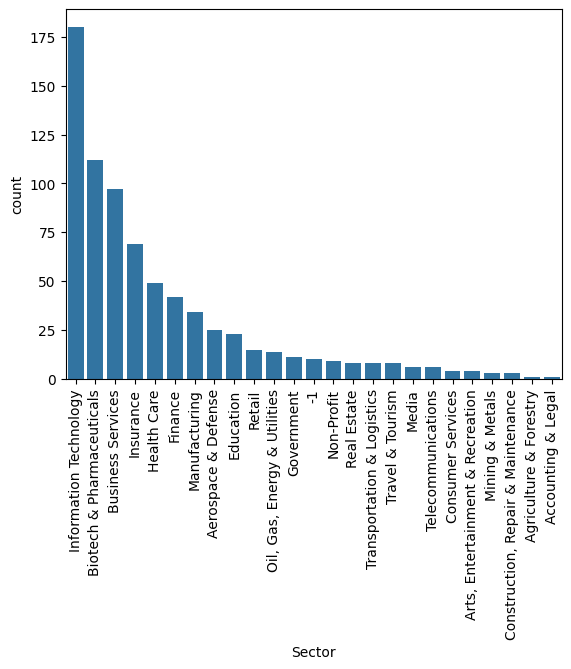 175
150
125
100
75
50
25
0
count
Information Technology
Biotech & Pharmaceuticals
Business Services
Insurance
Health Care
Finance
Manufacturing
Aerospace & Defense
Education
Retail
Oil, Gas, Energy & Utilities
Government
-1
Non-Profit
Real Estate
Transportation & Logistics
Travel & Tourism
Media
Telecommunications
Consumer Services
Arts, Entertainment & Recreation
Mining & Metals
Construction, Repair & Maintenance
Agriculture & Forestry
Accounting & Legal
Sector